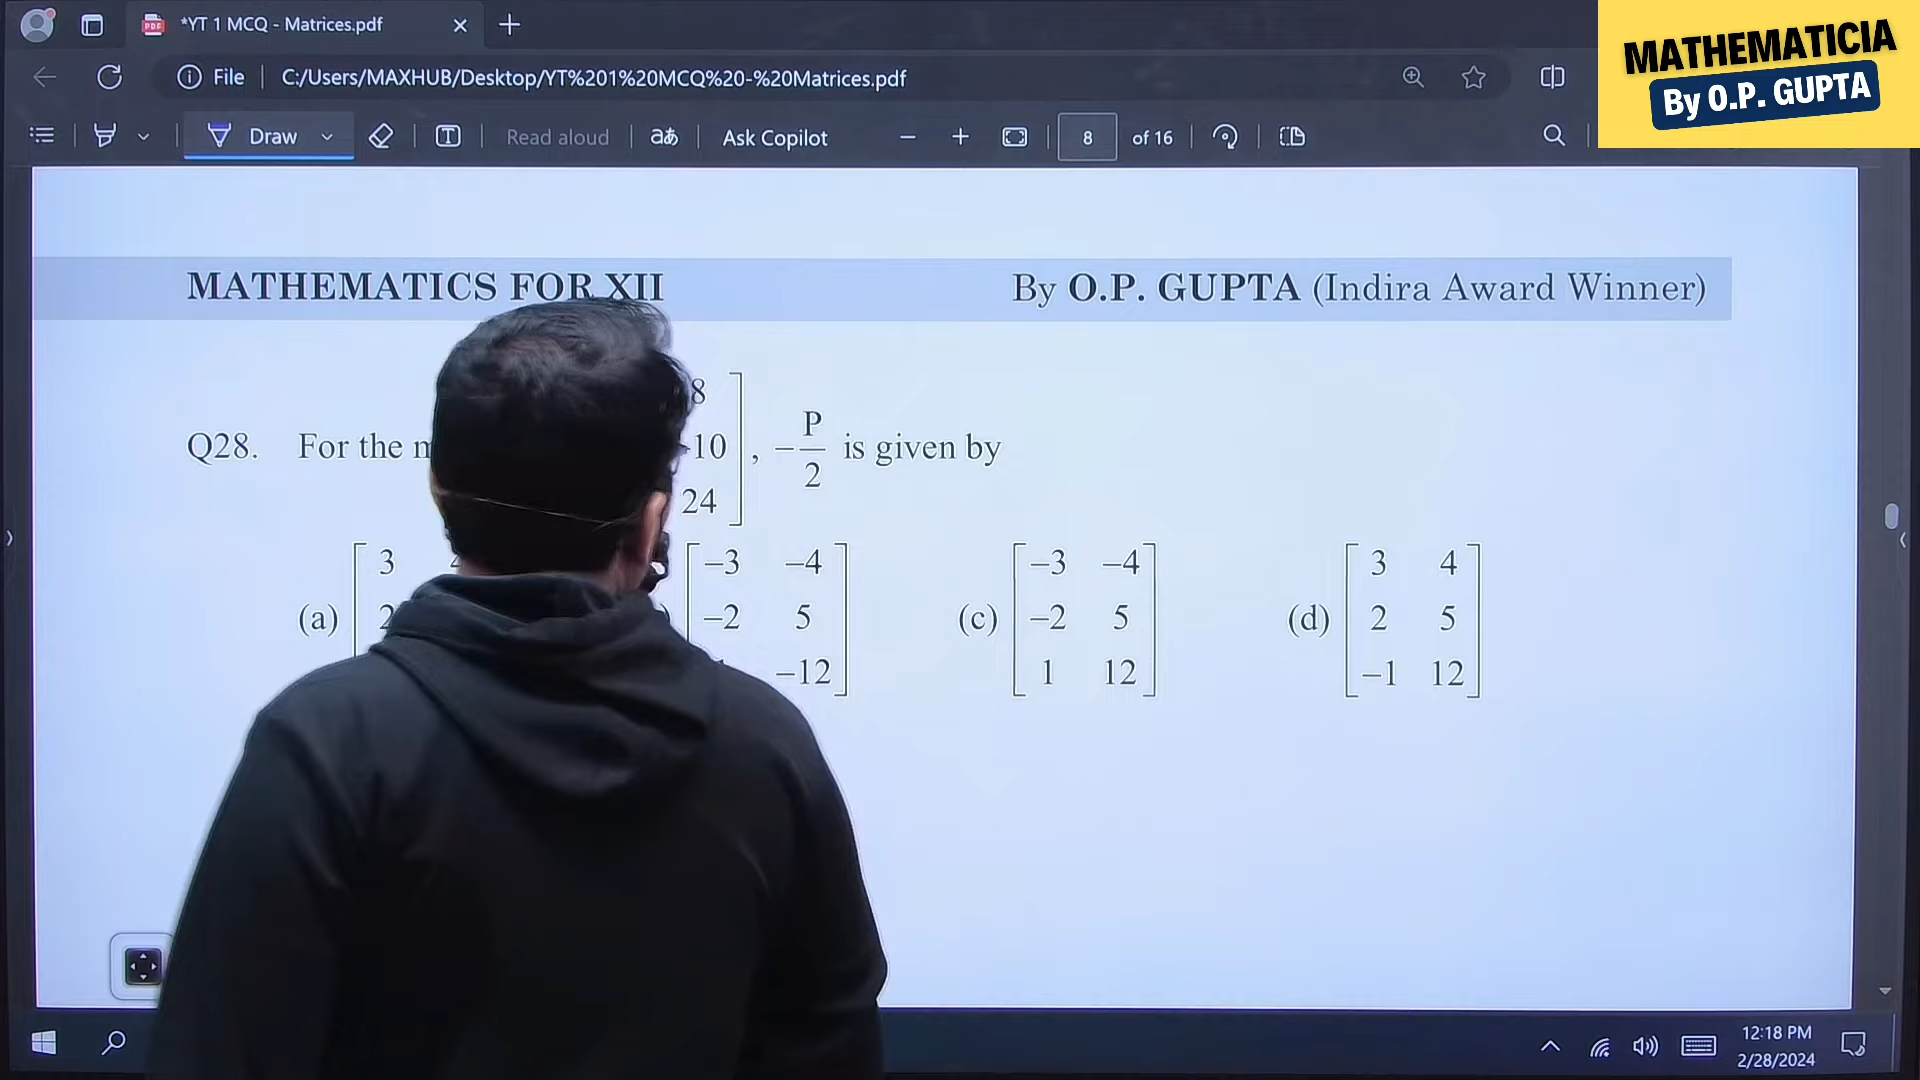 *YT 1 MCQ - Matrices.pdf
File
C:/Users/MAXHUB/Desktop/YT%201%20MCQ%20-%20Matrices.pdf
MATHEMATICIA
By O.P. GUPTA
Draw
Read aloud
aあ
Ask Copilot
8 of 16
MATHEMATICS FOR XII
By O.P. GUPTA (Indira Award Winner)
8
Q28. For the -10 , -P/2 is given by
24
3 -3 -4 -3 -4 3 4
(a) 2 -2 5 (c) -2 5 (d) 2 5
-12 1 12 -1 12
12:18 PM
2/28/2024